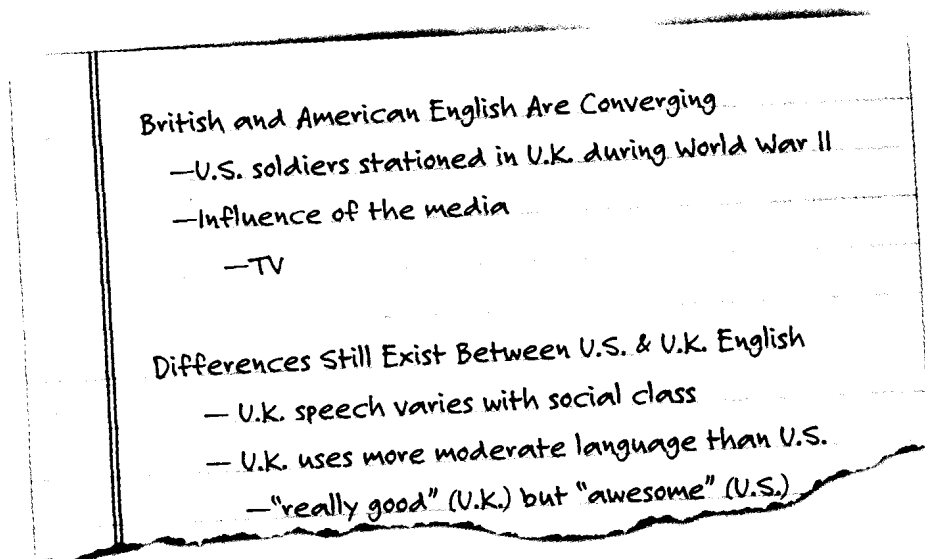 British and American English Are Converging
—U.S. soldiers stationed in U.K. during World War II
—Influence of the media
—TV
Differences Still Exist Between U.S. & U.K. English
— U.K. speech varies with social class
— U.K. uses more moderate language than U.S.
—"really good" (U.K.) but "awesome" (U.S.)